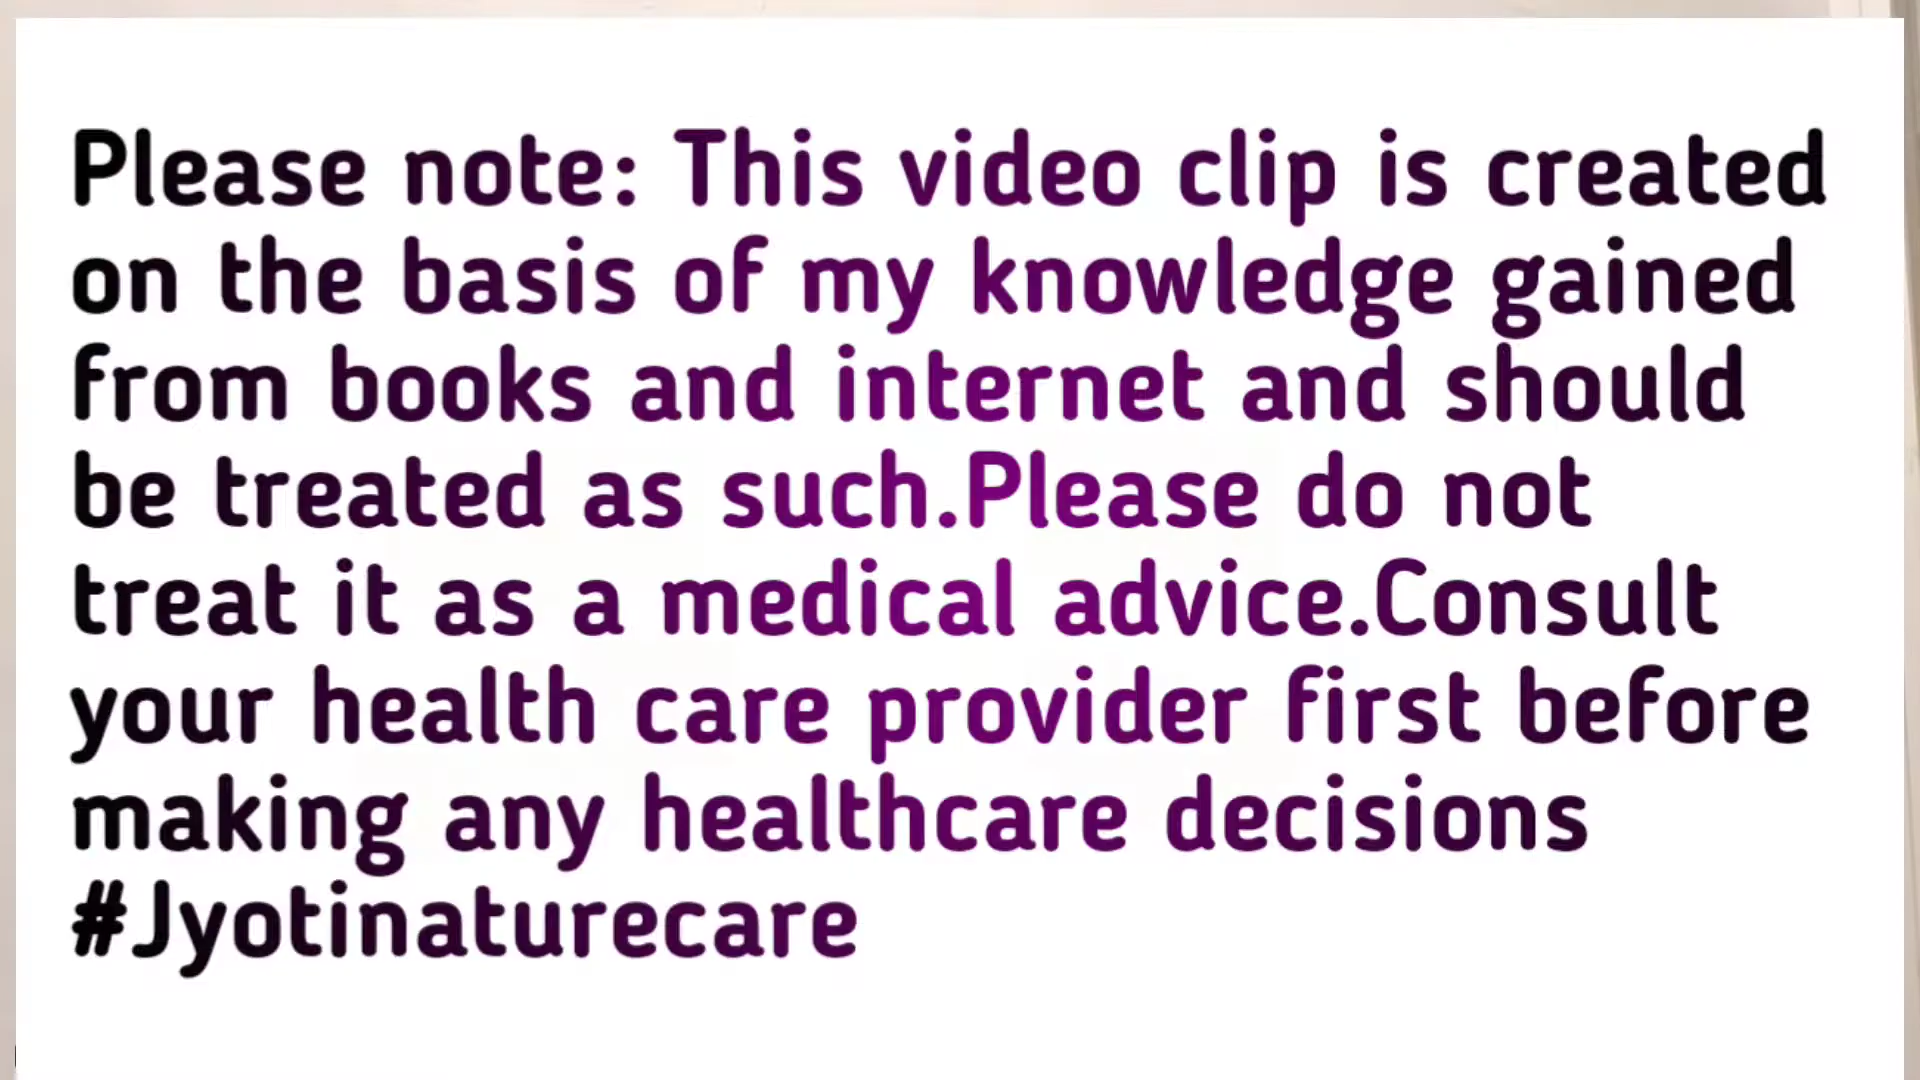 Please note: This video clip is created
on the basis of my knowledge gained
from books and internet and should
be treated as such.Please do not
treat it as a medical advice.Consult
your health care provider first before
making any healthcare decisions
#Jyotinaturecare